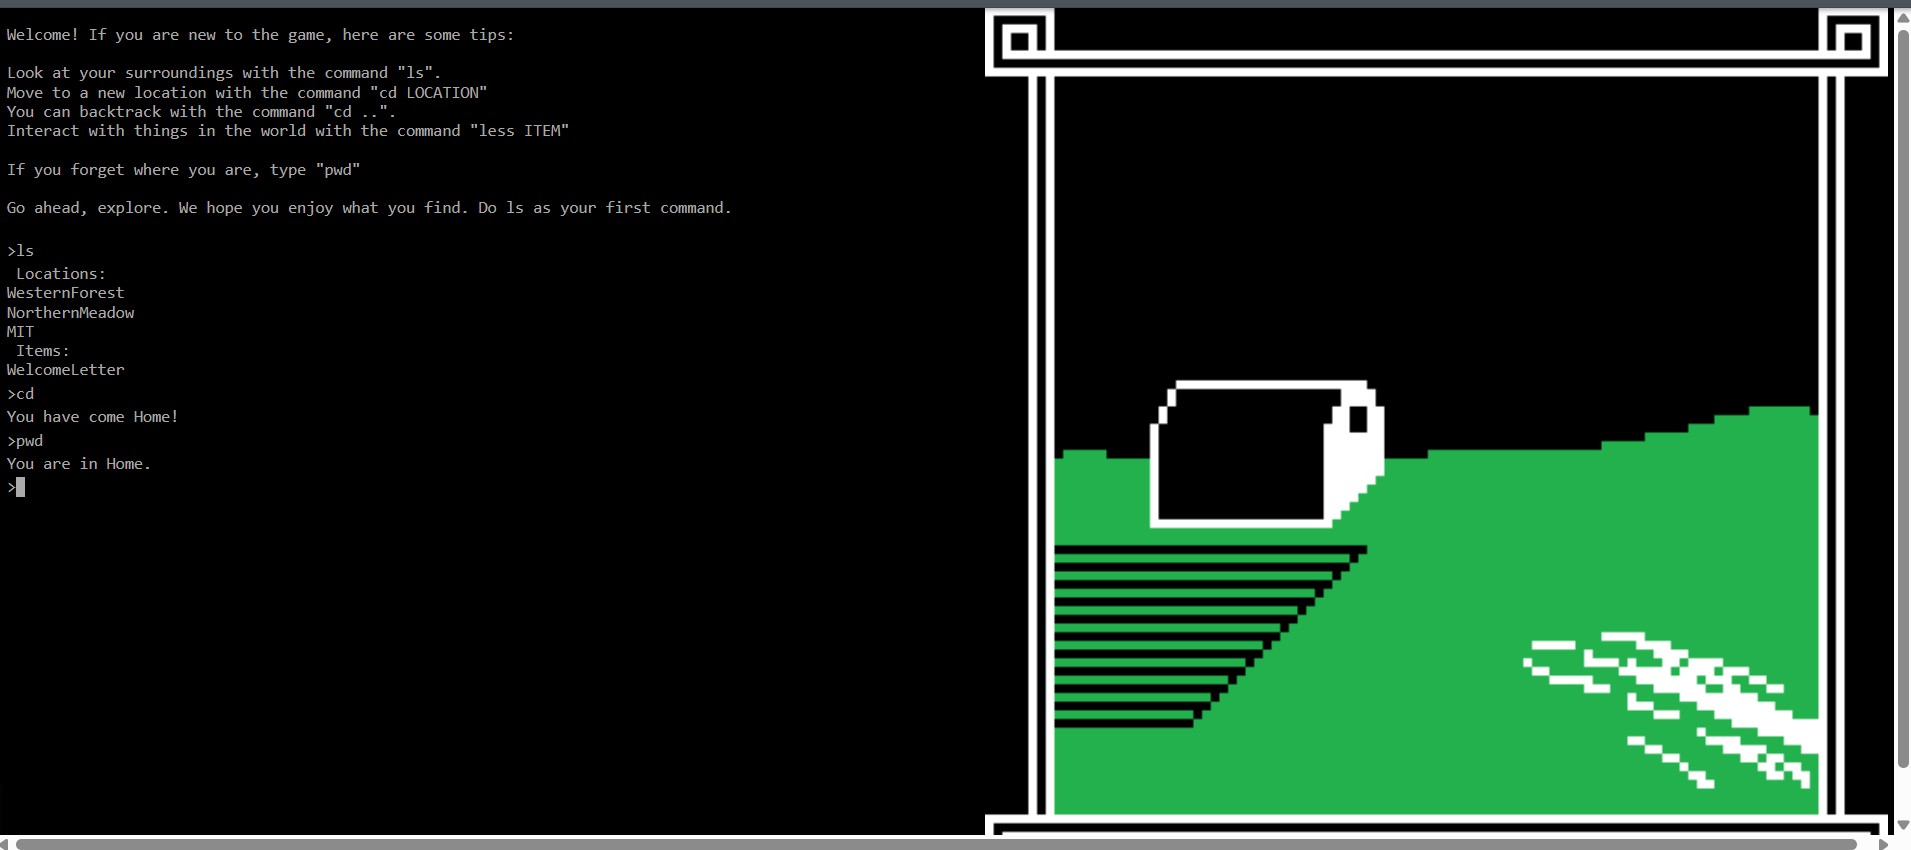 Welcome! If you are new to the game, here are some tips:
Look at your surroundings with the command "ls".
Move to a new location with the command "cd LOCATION"
You can backtrack with the command "cd ..".
Interact with things in the world with the command "less ITEM"
If you forget where you are, type "pwd"
Go ahead, explore. We hope you enjoy what you find. Do ls as your first command.
>ls
Locations:
WesternForest
NorthernMeadow
MIT
Items:
WelcomeLetter
>cd
You have come Home!
>pwd
You are in Home.
>